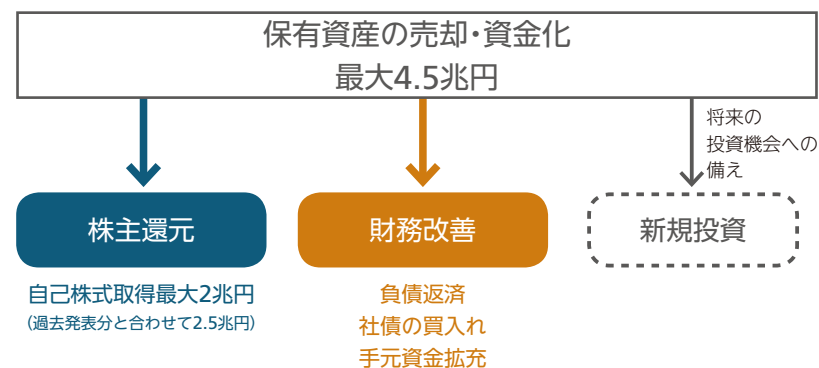 保有資産の売却・資金化
最大4.5兆円
将来の
投資機会への
備え
株主還元
財務改善
新規投資
自己株式取得最大2兆円
(過去発表分と合わせて2.5兆円)
負債返済
社債の買入れ
手元資金拡充